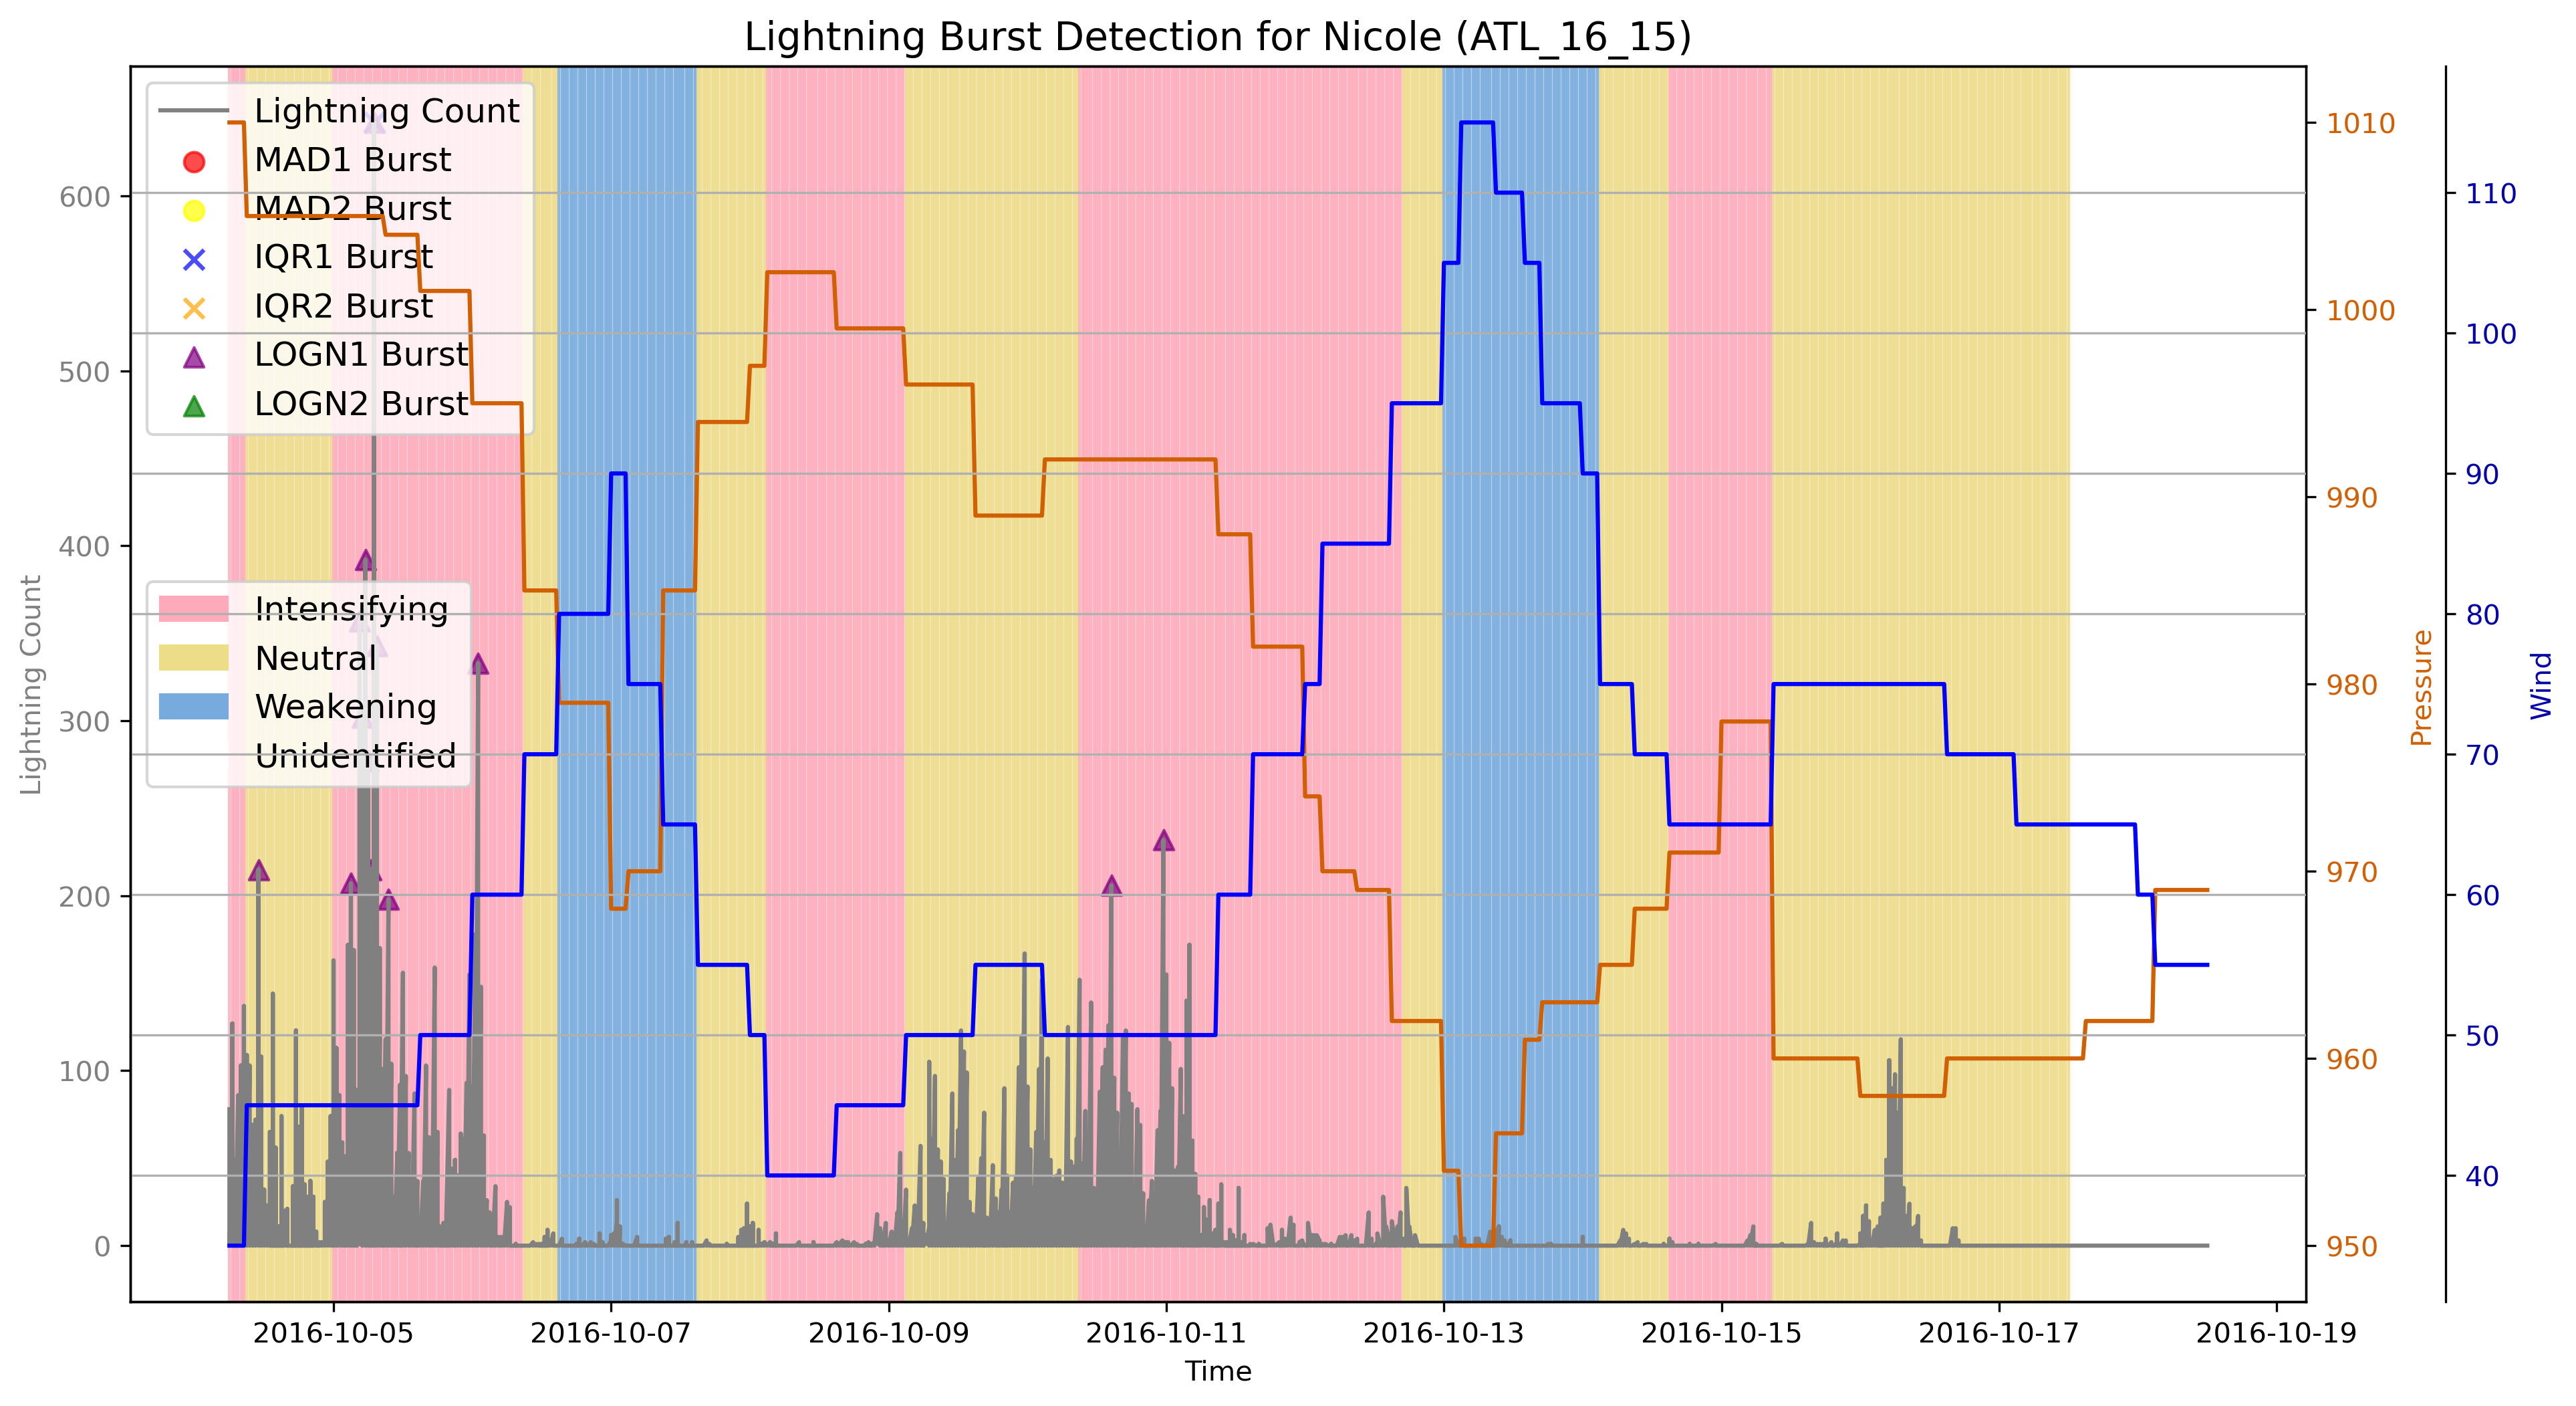 Lightning Burst Detection for Nicole (ATL_16_15)
Lightning Count
MAD1 Burst
MAD2 Burst
IQR1 Burst
IQR2 Burst
LOGN1 Burst
LOGN2 Burst
Intensifying
Neutral
Weakening
Unidentified
Lightning Count
600
500
400
300
200
100
0
1010
1000
990
980
970
960
950
Pressure
110
100
90
80
70
60
50
40
Wind
2016-10-05
2016-10-07
2016-10-09
2016-10-11
2016-10-13
2016-10-15
2016-10-17
2016-10-19
Time